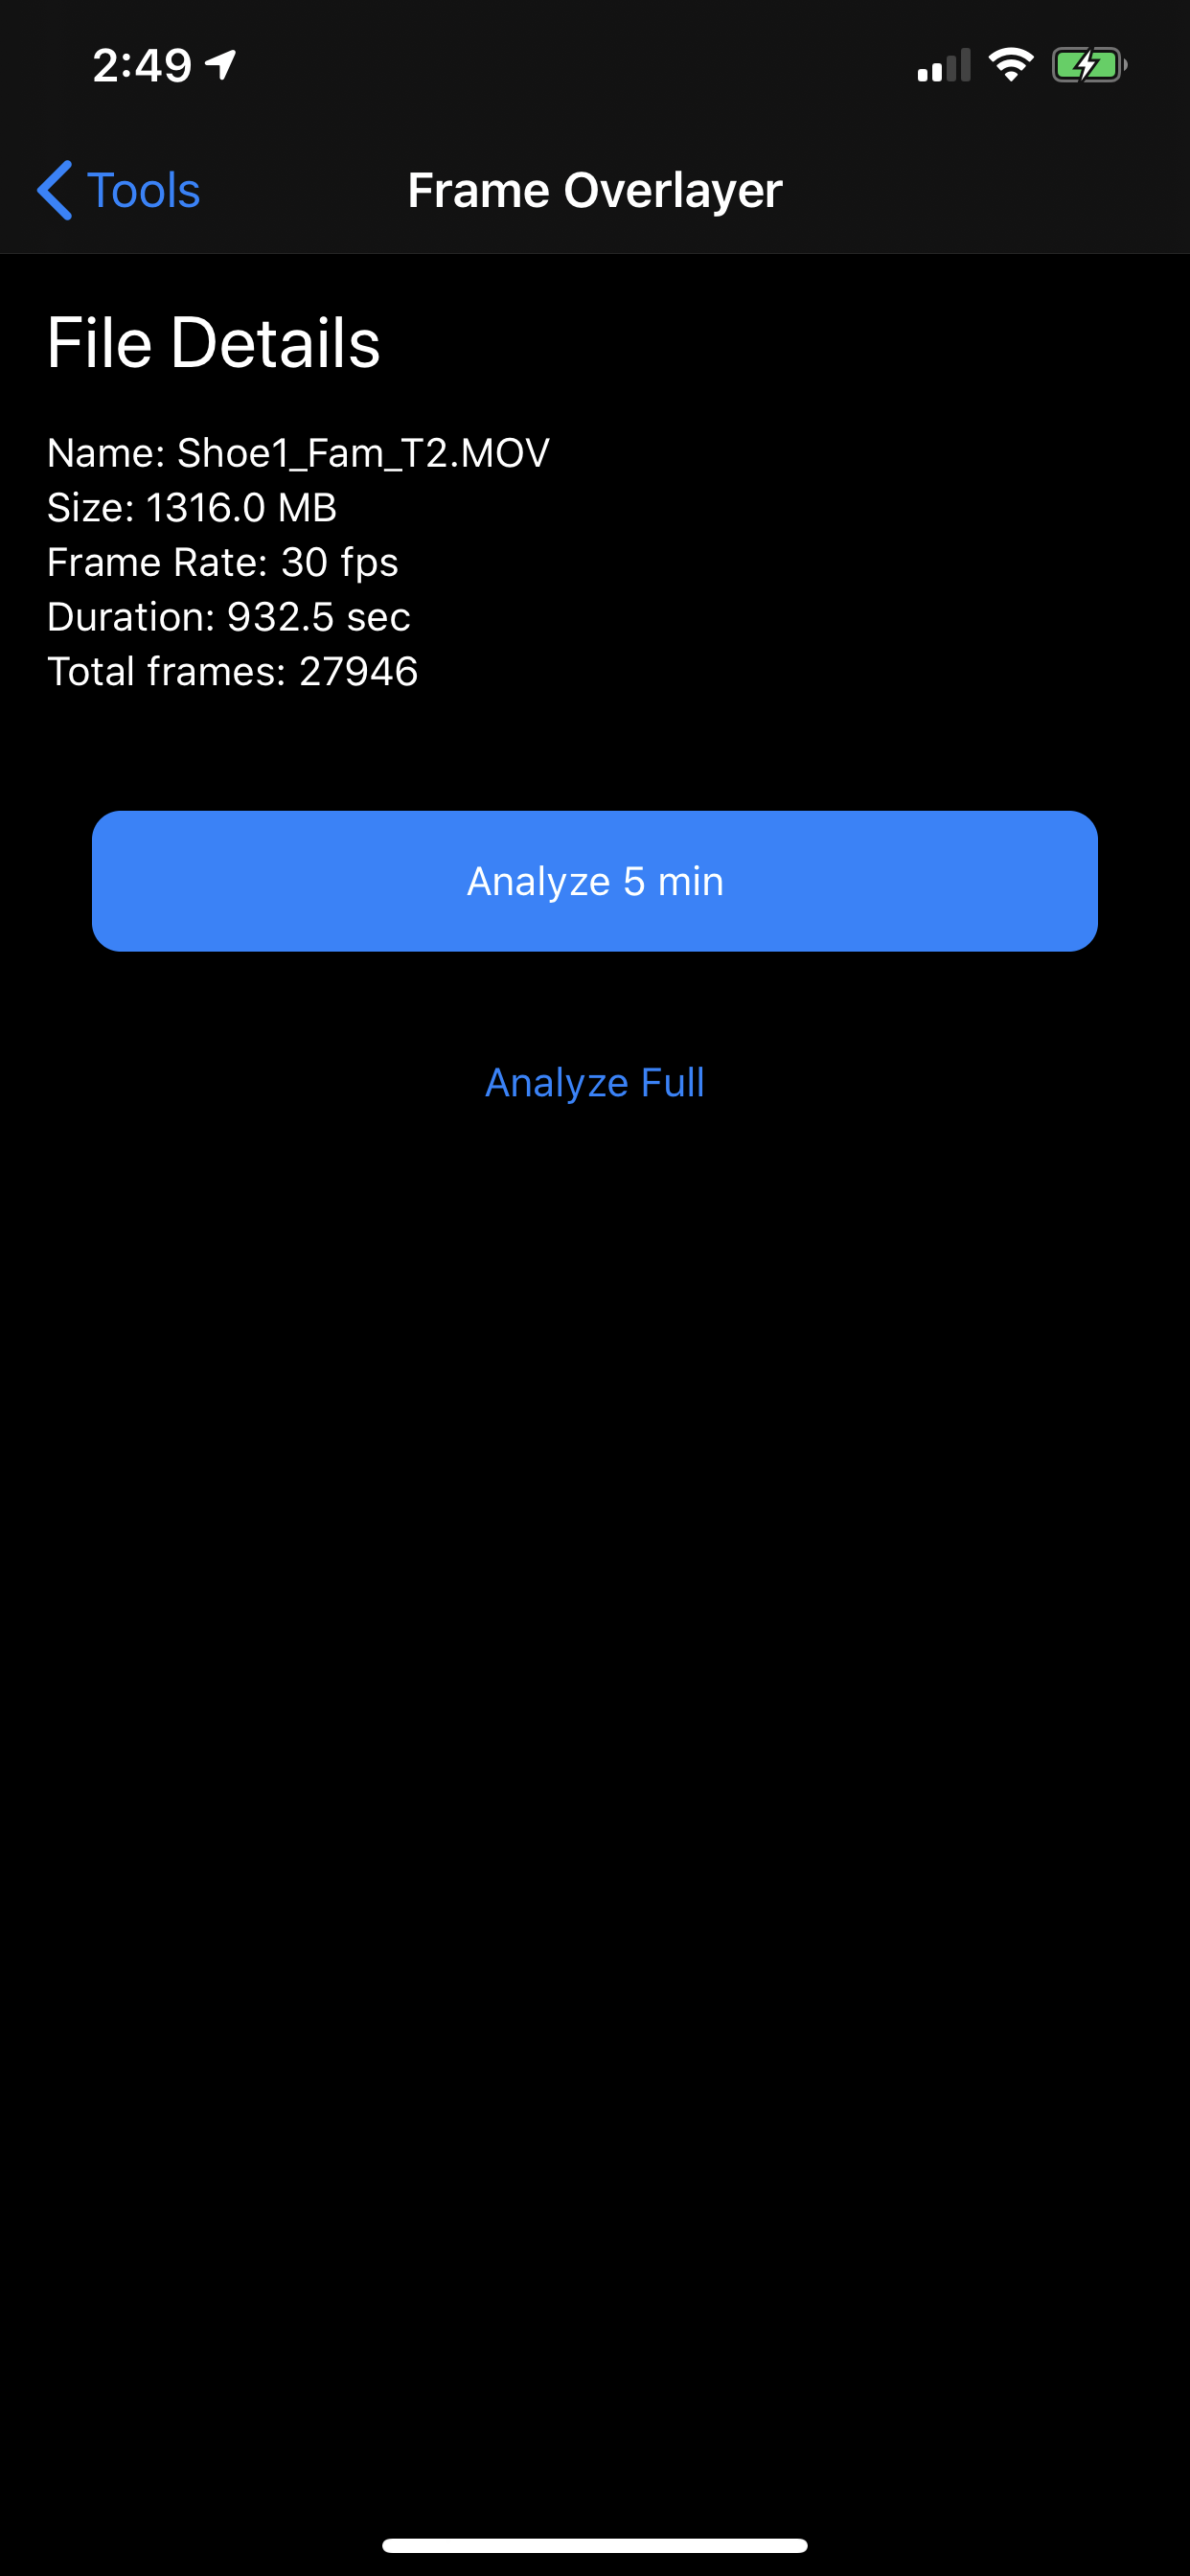 2:49
Tools
Frame Overlayer
File Details
Name: Shoe1_Fam_T2.MOV
Size: 1316.0 MB
Frame Rate: 30 fps
Duration: 932.5 sec
Total frames: 27946
Analyze 5 min
Analyze Full